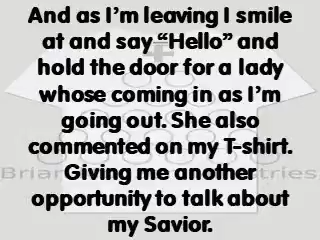 And as I'm leaving I smile
at and say “Hello” and
hold the door for a lady
whose coming in as I'm
going out. She also
commented on my T-shirt.
Giving me another
opportunity to talk about
my Savior.